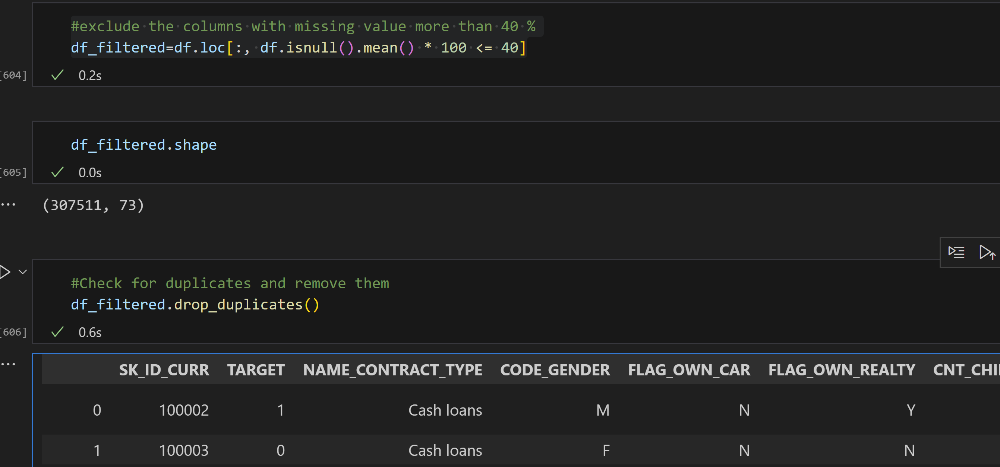 #exclude the columns with missing value more than 40 %
df_filtered=df.loc[:, df.isnull().mean() * 100 <= 40]
[604]
0.2s
df_filtered.shape
[605]
0.0s
(307511, 73)
#Check for duplicates and remove them
df_filtered.drop_duplicates()
[606]
0.6s
SK_ID_CURR TARGET NAME_CONTRACT_TYPE CODE_GENDER FLAG_OWN_CAR FLAG_OWN_REALTY
0 100002 1 Cash loans M N Y
1 100003 0 Cash loans F N N